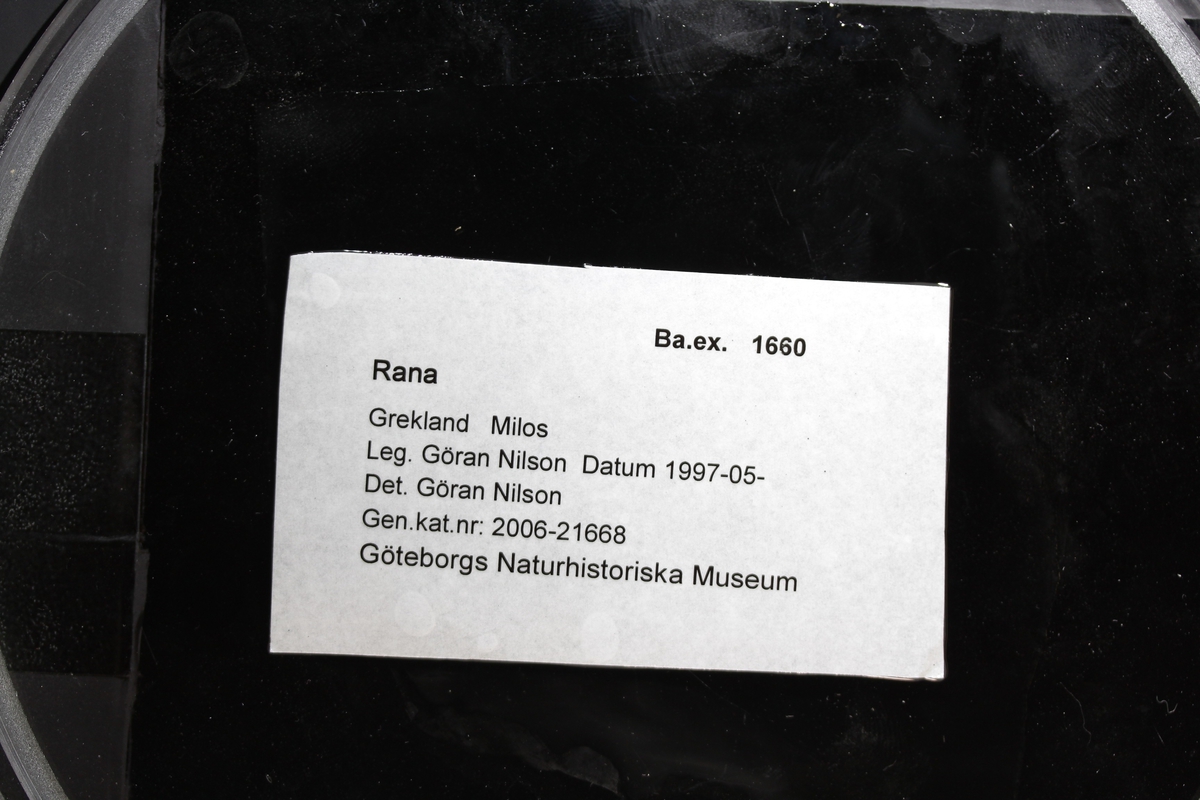 Ba.ex. 1660
Rana
Grekland Milos
Leg. Göran Nilson Datum 1997-05-
Det. Göran Nilson
Gen.kat.nr: 2006-21668
Göteborgs Naturhistoriska Museum